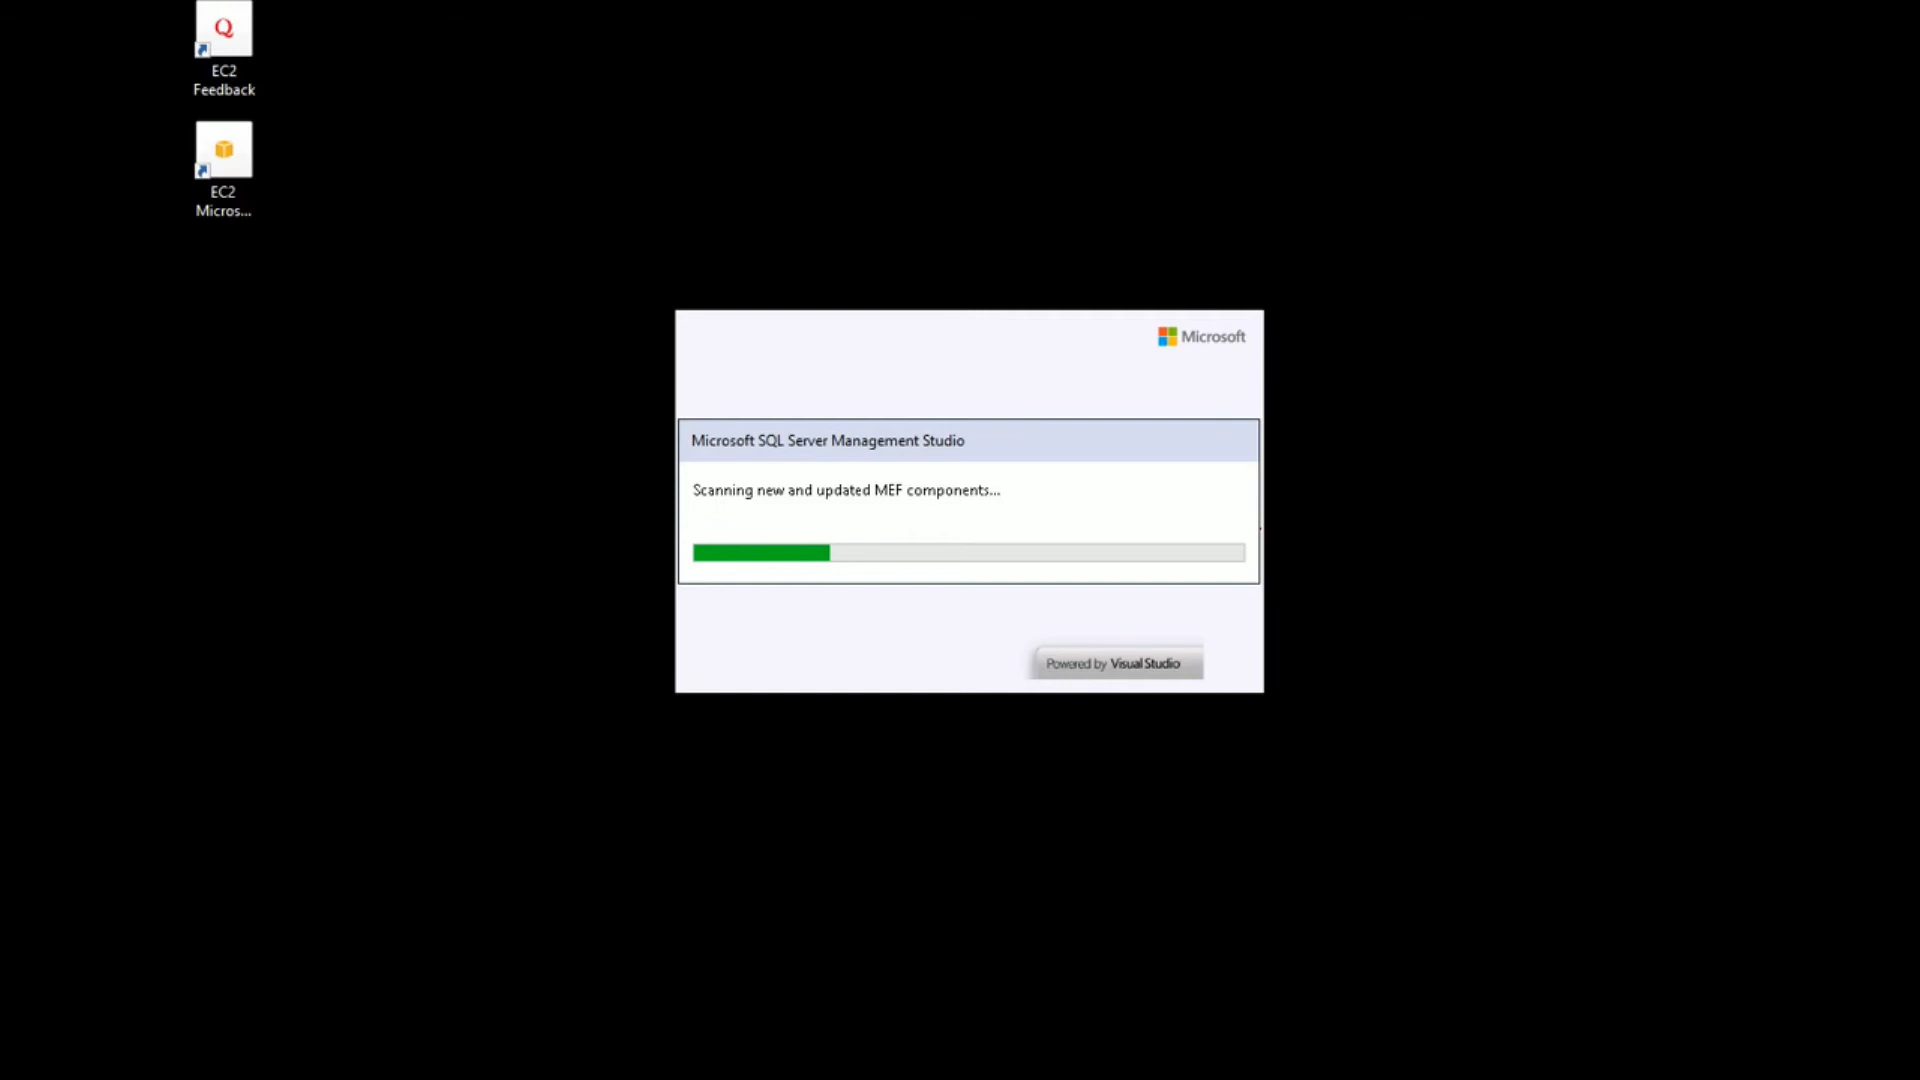 Q
EC2
Feedback
EC2
Micros...
Microsoft
Microsoft SQL Server Management Studio
Scanning new and updated MEF components...
Powered by Visual Studio